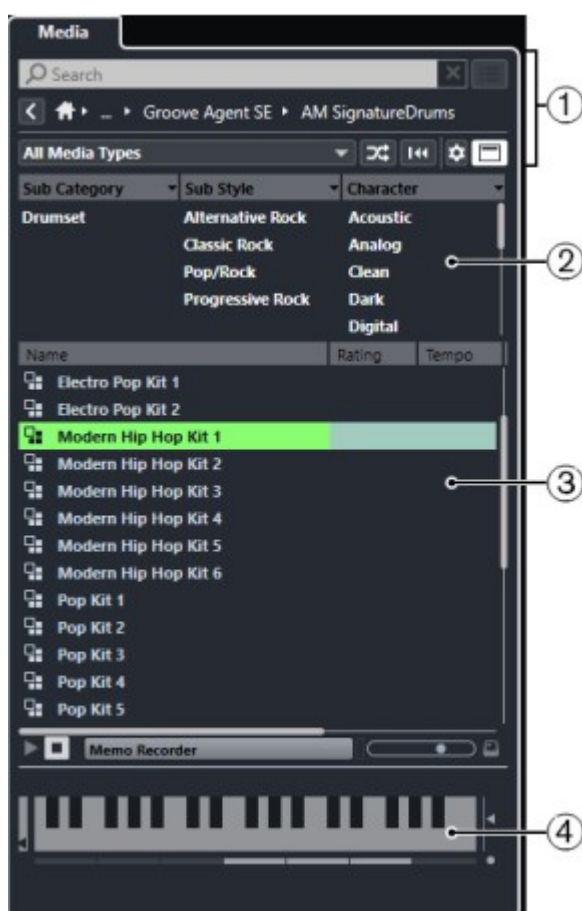 Media
Search
... Groove Agent SE AM SignatureDrums
①
All Media Types
Sub Category Sub Style Character
Drumset Alternative Rock Acoustic
Classic Rock Analog
Pop/Rock Clean
②
Progressive Rock Dark
Digital
Name Rating Tempo
Electro Pop Kit 1
Electro Pop Kit 2
Modern Hip Hop Kit 1
Modern Hip Hop Kit 2
Modern Hip Hop Kit 3
③
Modern Hip Hop Kit 4
Modern Hip Hop Kit 5
Modern Hip Hop Kit 6
Pop Kit 1
Pop Kit 2
Pop Kit 3
Pop Kit 4
Pop Kit 5
Memo Recorder
④